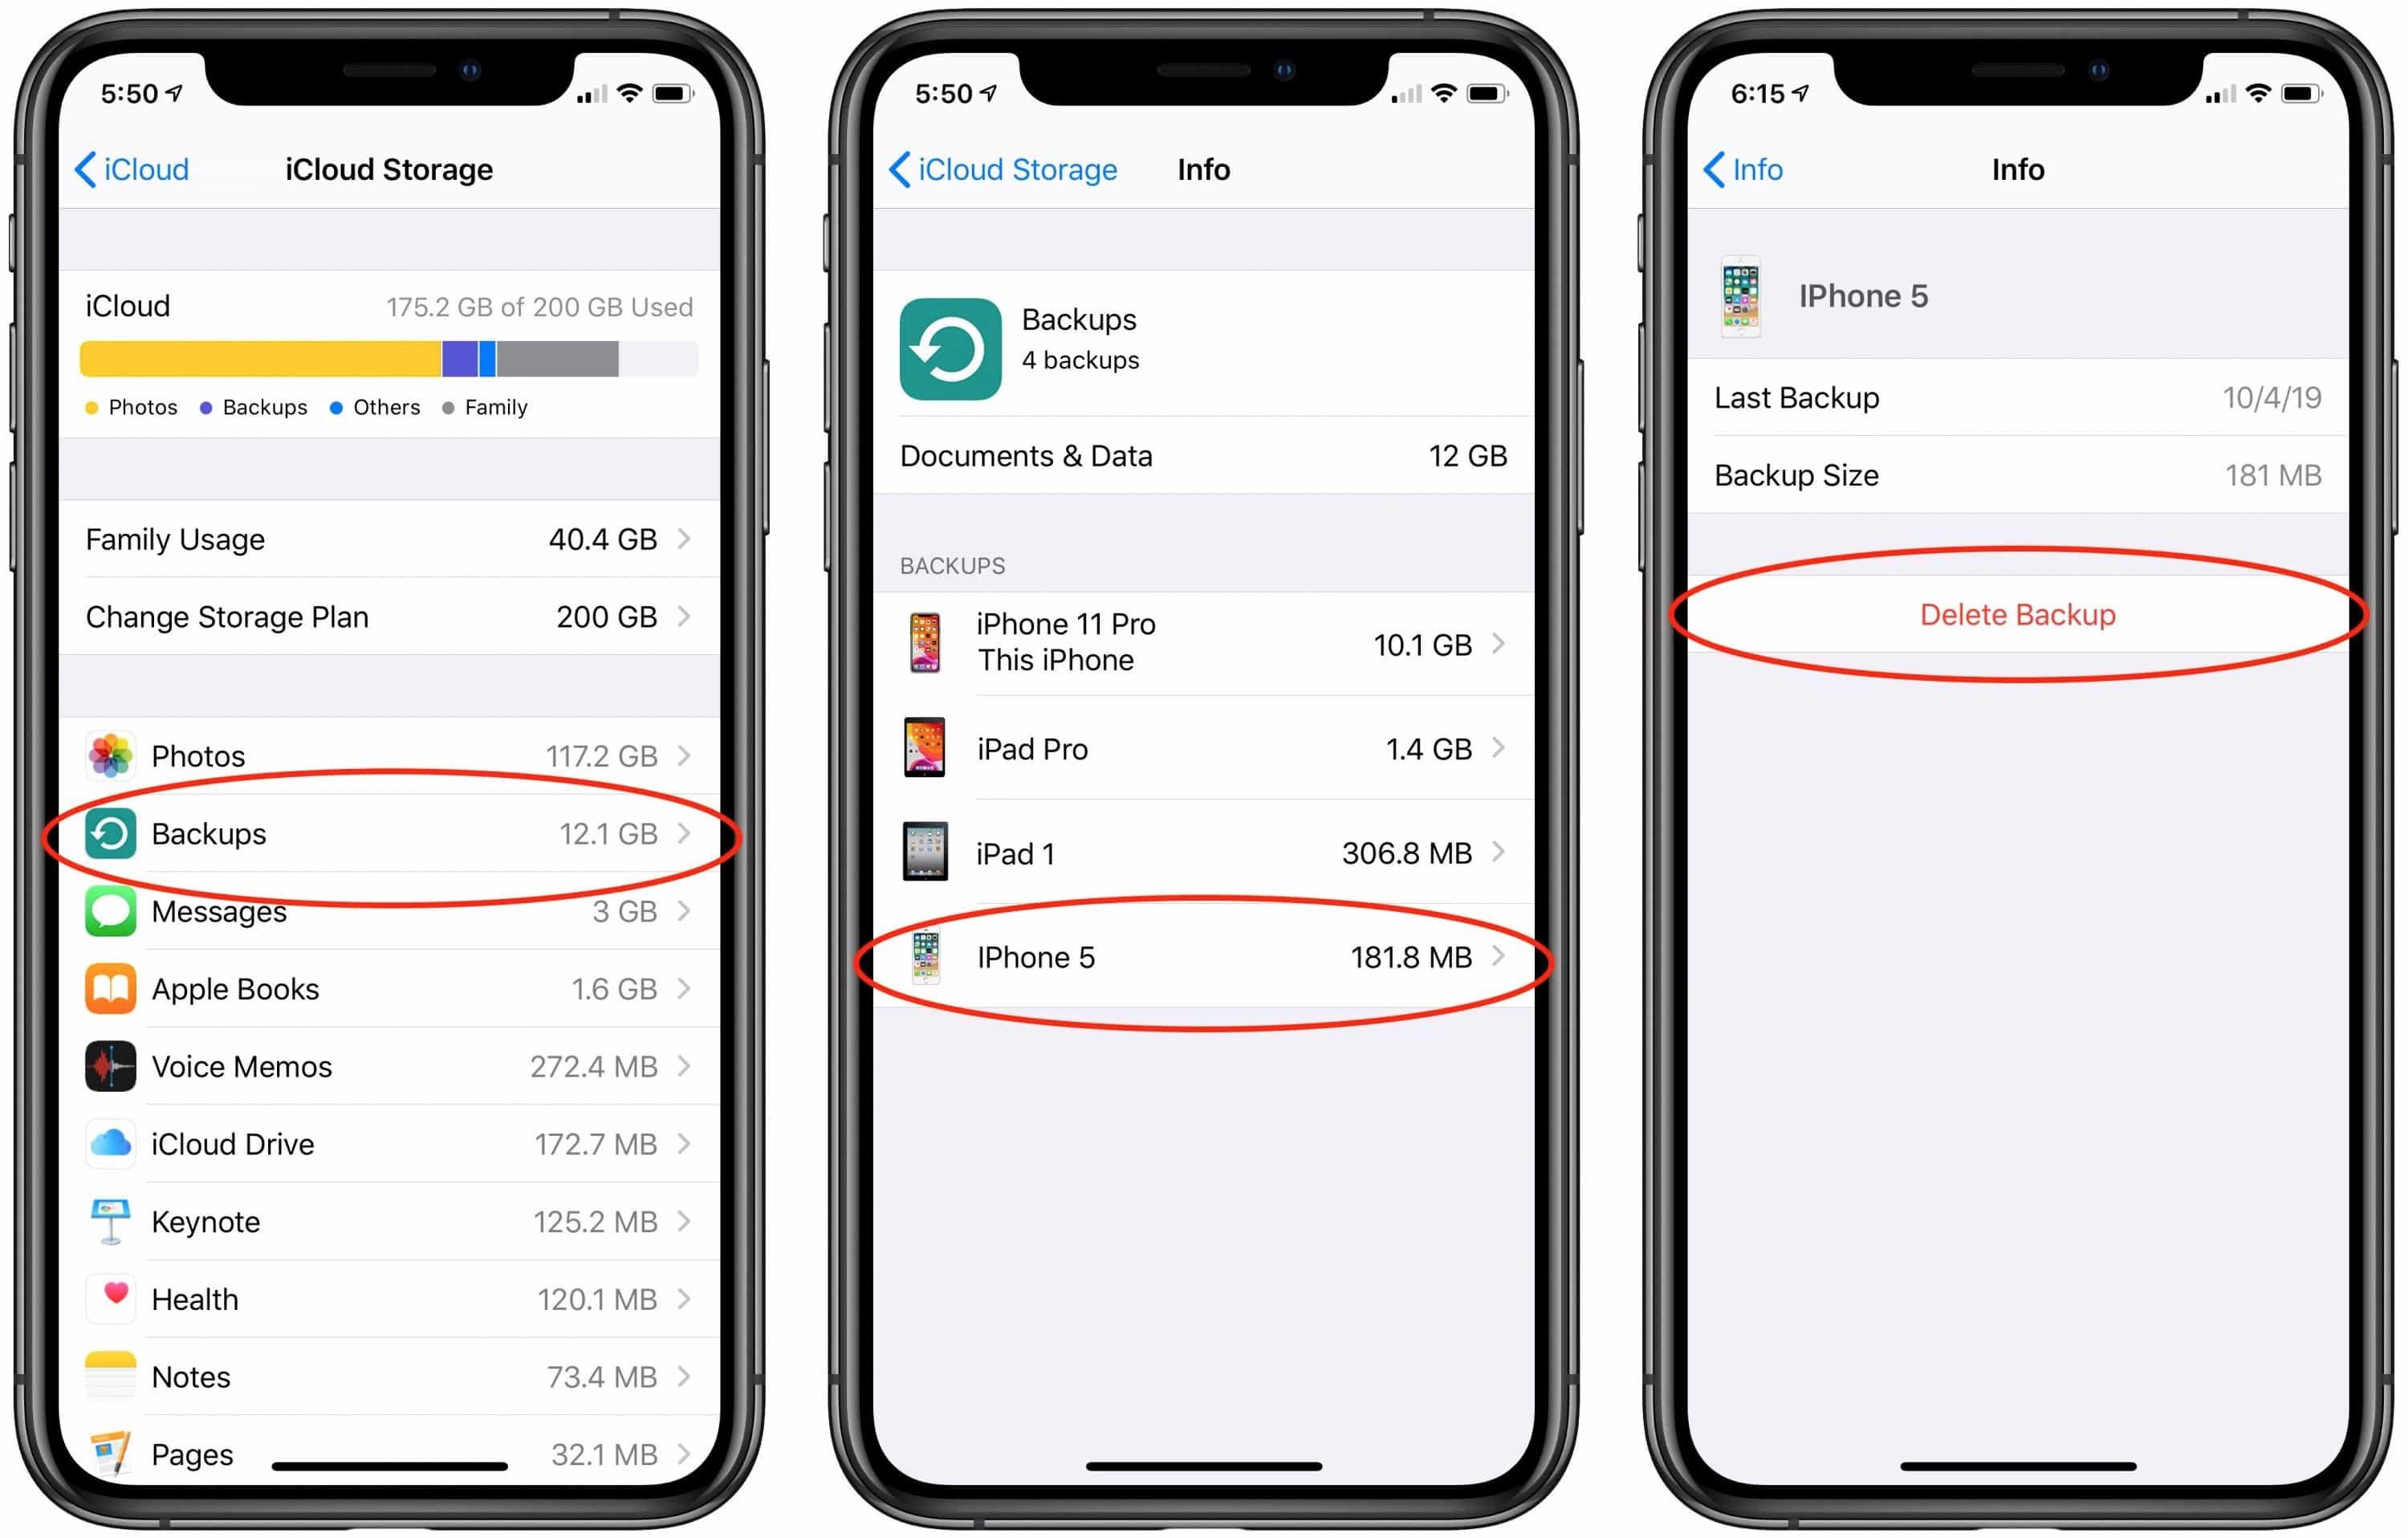 5:50
iCloud
iCloud Storage
iCloud
175.2 GB of 200 GB Used
Photos
Backups
Others
Family
Family Usage
40.4 GB
Change Storage Plan
200 GB
Photos
117.2 GB
Backups
12.1 GB
Messages
3 GB
Apple Books
1.6 GB
Voice Memos
272.4 MB
iCloud Drive
172.7 MB
Keynote
125.2 MB
Health
120.1 MB
Notes
73.4 MB
Pages
32.1 MB
5:50
iCloud Storage
Info
Backups
4 backups
Documents & Data
12 GB
BACKUPS
iPhone 11 Pro
This iPhone
10.1 GB
iPad Pro
1.4 GB
iPad 1
306.8 MB
IPhone 5
181.8 MB
6:15
Info
Info
IPhone 5
Last Backup
10/4/19
Backup Size
181 MB
Delete Backup